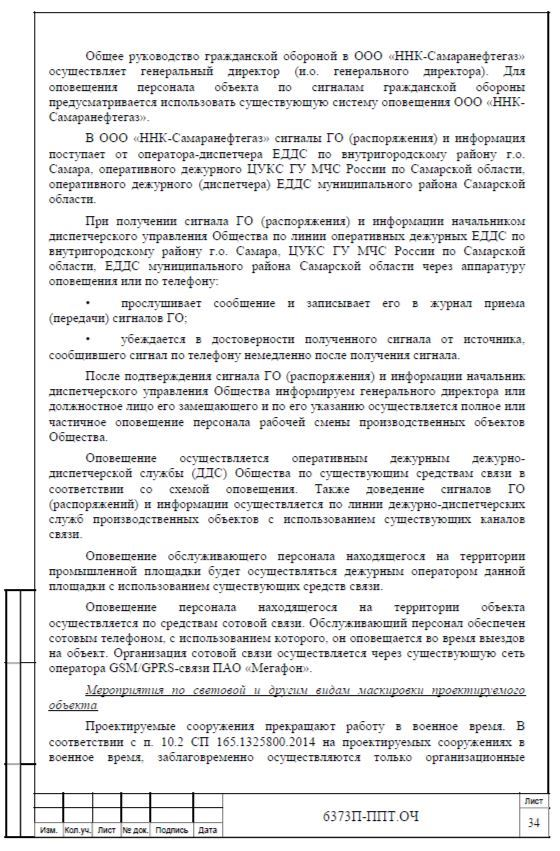 Общее руководство гражданской обороной в ООО «ННК-Самаранефтегаз»
осуществляет генеральный директор (и.о. генерального директора). Для
оповещения персонала объекта по сигналам гражданской обороны
предусматривается использовать существующую систему оповещения ООО «ННК-
Самаранефтегаз».
В ООО «ННК-Самаранефтегаз» сигналы ГО (распоряжения) и информация
поступает от оператора-диспетчера ЕДДС по внутригородскому району г.о.
Самара, оперативного дежурного ЦУКС ГУ МЧС России по Самарской области,
оперативного дежурного (диспетчера) ЕДДС муниципального района Самарской
области.
При получении сигнала ГО (распоряжения) и информации начальником
диспетчерского управления Общества по линии оперативных дежурных ЕДДС по
внутригородскому району г.о. Самара, ЦУКС ГУ МЧС России по Самарской
области, ЕДДС муниципального района Самарской области через аппаратуру
оповещения или по телефону:
• прослушивает сообщение и записывает его в журнал приема
(передачи) сигналов ГО;
• убеждается в достоверности полученного сигнала от источника,
сообщившего сигнал по телефону немедленно после получения сигнала.
После подтверждения сигнала ГО (распоряжения) и информации начальник
диспетчерского управления Общества информируем генерального директора или
должностное лицо его замещающего и по его указанию осуществляется полное или
частичное оповещение персонала рабочей смены производственных объектов
Общества.
Оповещение осуществляется оперативным дежурным дежурно-
диспетчерской службы (ДДС) Общества по существующим средствам связи в
соответствии со схемой оповещения. Также доведение сигналов ГО
(распоряжений) и информации осуществляется по линии дежурно-диспетчерских
служб производственных объектов с использованием существующих каналов
связи.
Оповещение обслуживающего персонала находящегося на территории
промышленной площадки будет осуществляться дежурным оператором данной
площадки с использованием существующих средств связи.
Оповещение персонала находящегося на территории объекта
осуществляется по средствам сотовой связи. Обслуживающий персонал обеспечен
сотовым телефоном, с использованием которого, он оповещается во время выездов
на объект. Организация сотовой связи осуществляется через существующую сеть
оператора GSM/GPRS-связи ПАО «Мегафон».
Мероприятия по световой и другим видам маскировки проектируемого
объекта
Проектируемые сооружения прекращают работу в военное время. В
соответствии с п. 10.2 СП 165.1325800.2014 на проектируемых сооружениях в
военное время, заблаговременно осуществляются только организационные
6373П-ППТ.ОЧ
Лист
34
Изм. Кол.уч. Лист № док. Подпись Дата